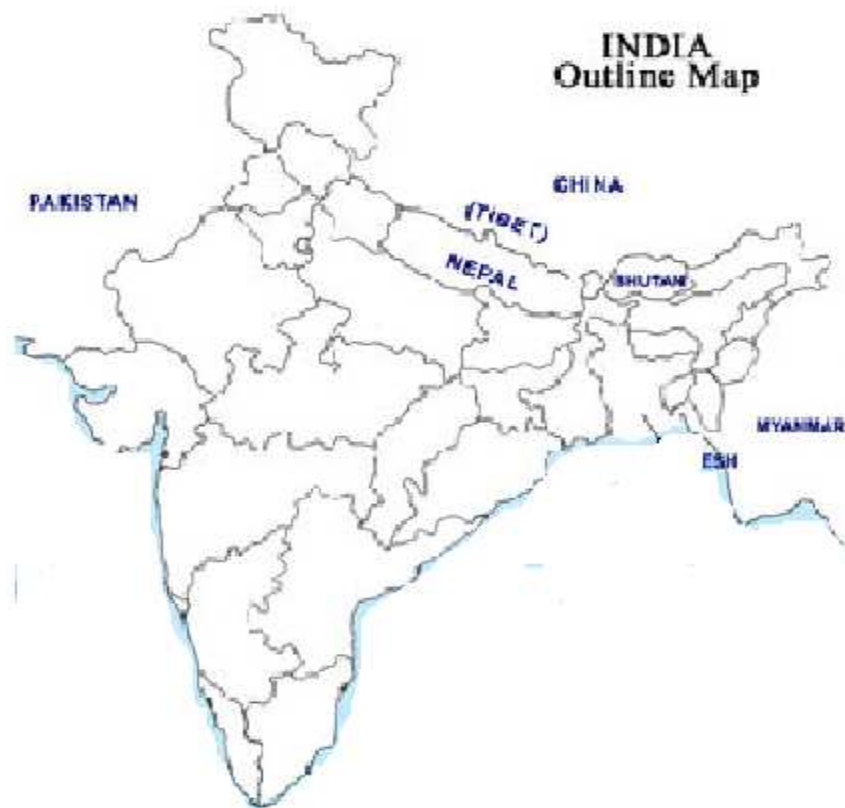 INDIA
Outline Map
CHINA
PAKISTAN
(TIBET)
NEPAL
BHUTAN
MYANMAR
ESH